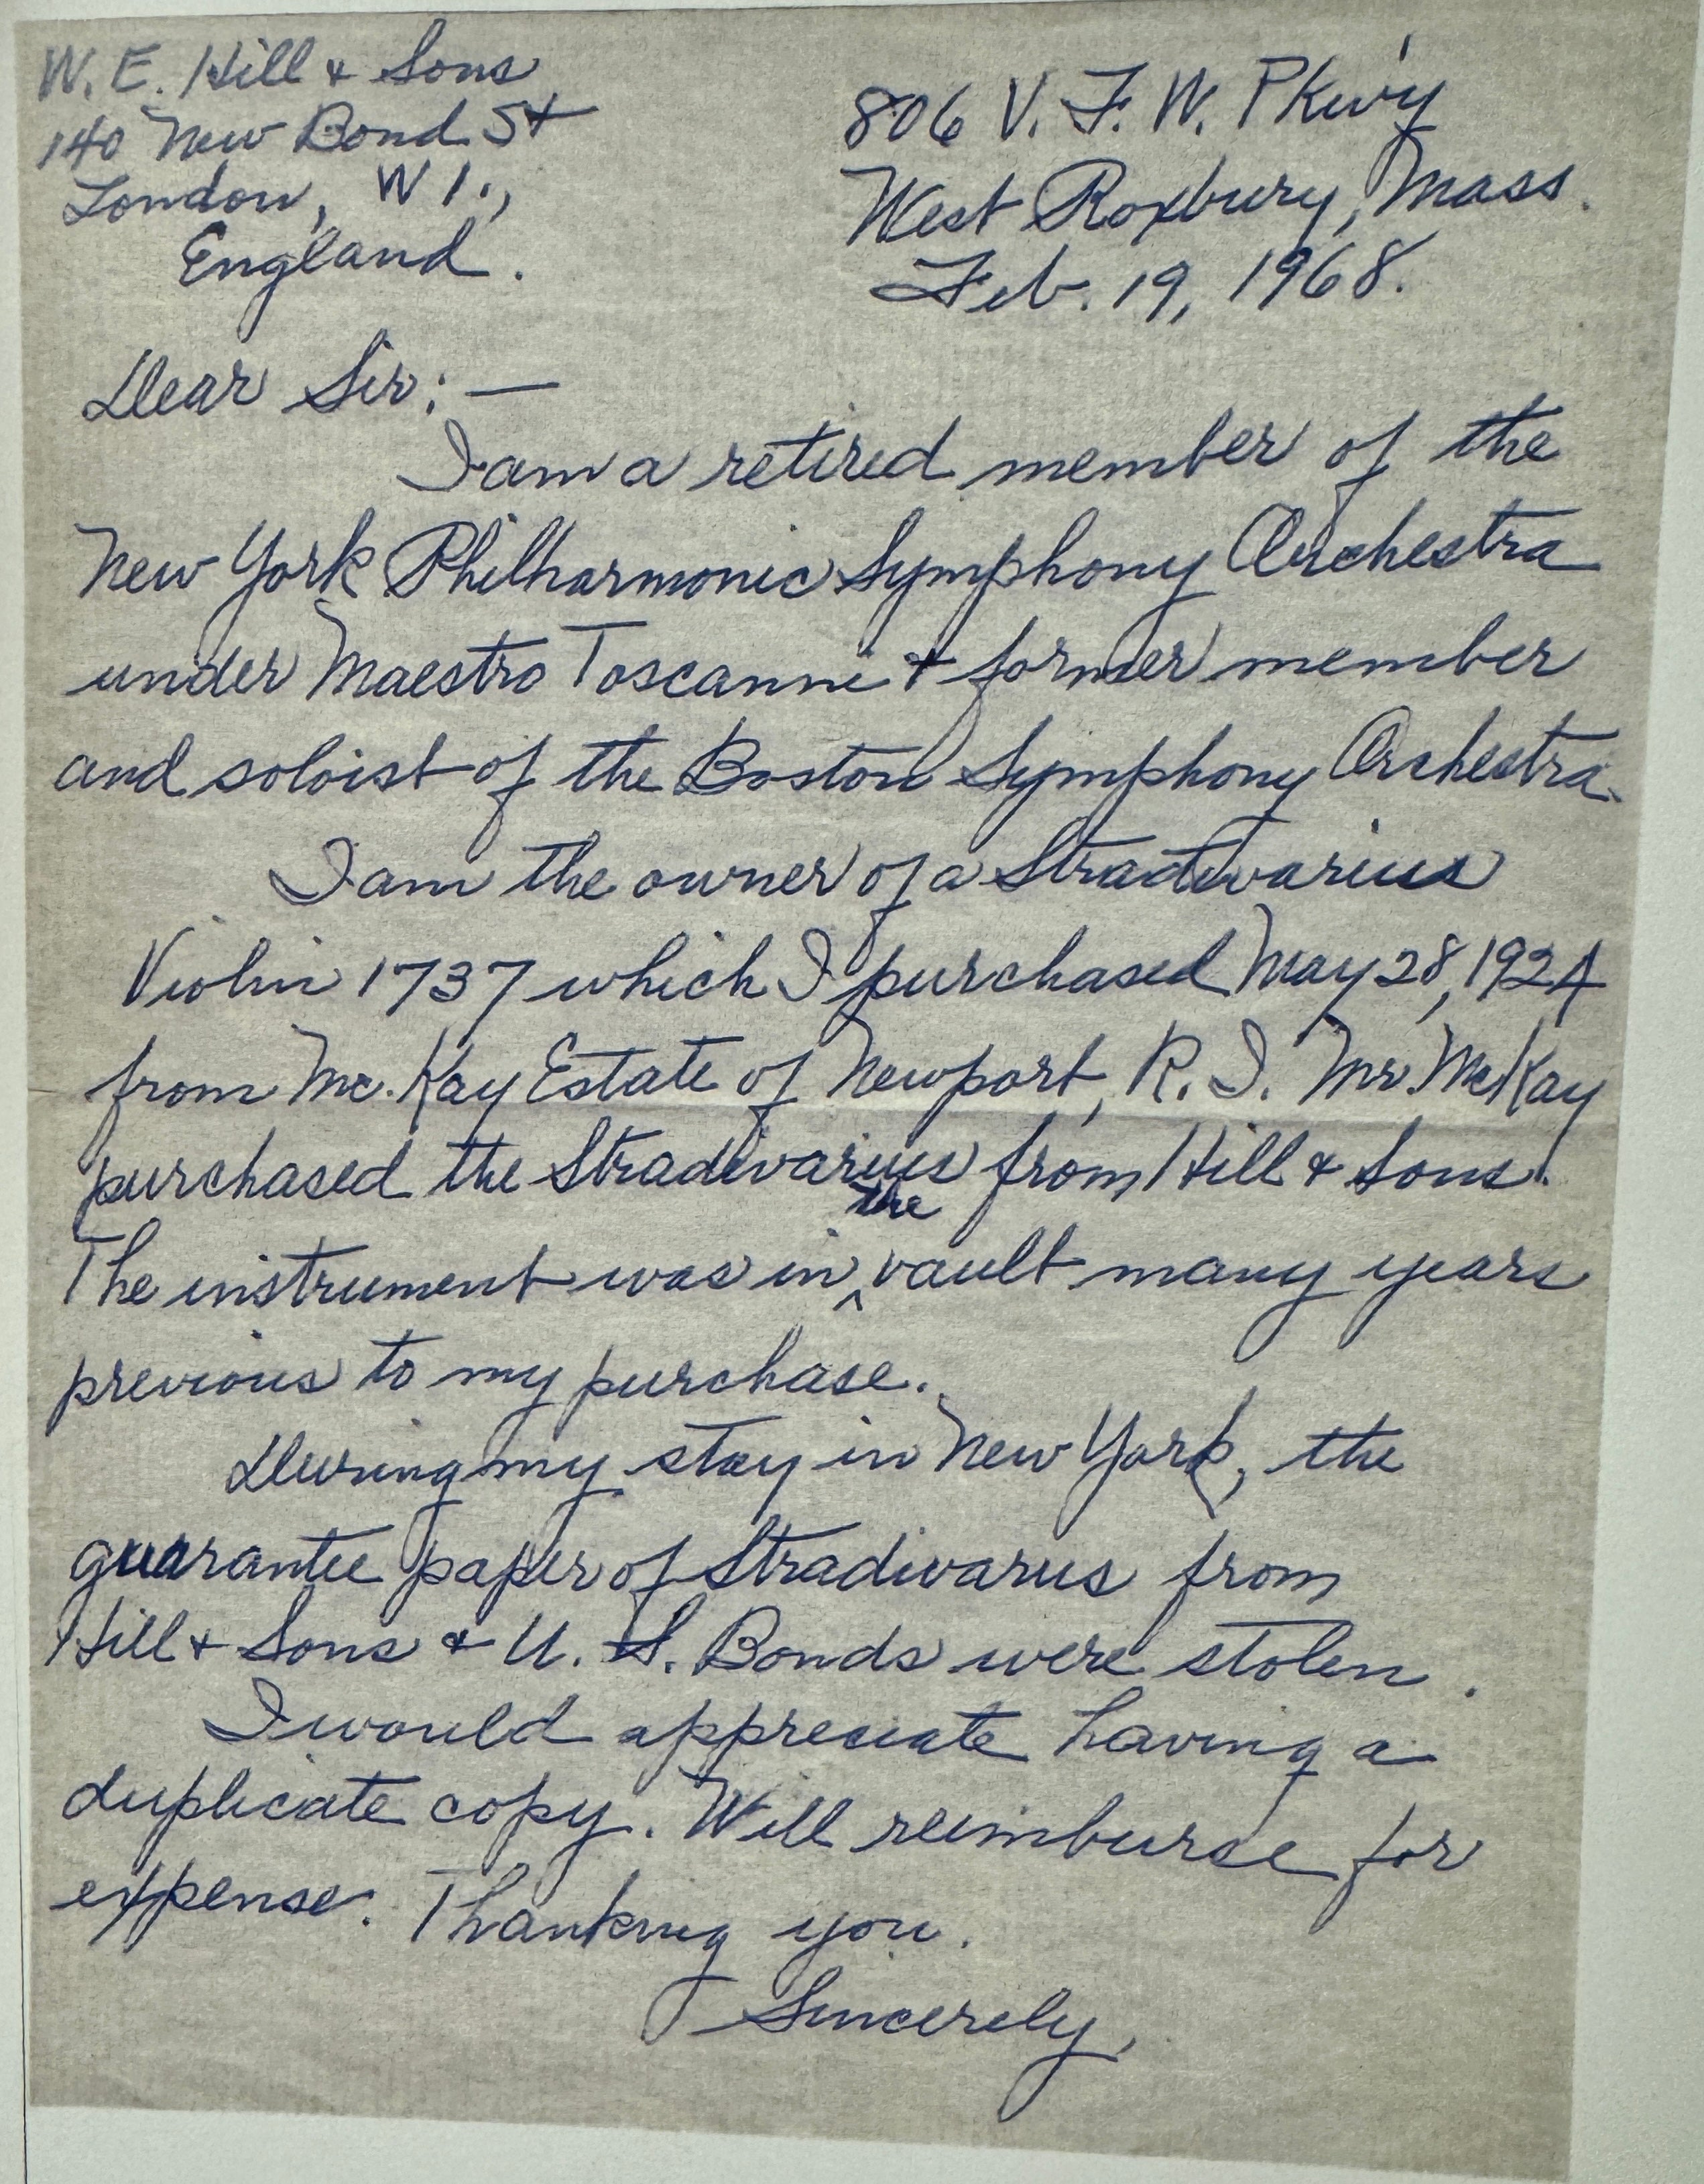 W. E. Hill & Sons
140 New Bond St
London, W 1.,
England.
806 V. F. W. Pkw'y
West Roxbury, Mass.
Feb. 19, 1968.
Dear Sir: —
I am a retired member of the
New York Philharmonic Symphony Orchestra
under Maestro Toscanni & former member
and soloist of the Boston Symphony Orchestra.
I am the owner of a Stradivarius
Violin 1737 which I purchased May 28, 1924
from Mc. Kay Estate of Newport, R. I. Mr. McKay
purchased the Stradivarius from Hill & Sons.
The instrument was in ^the vault many years
previous to my purchase.
During my stay in New York, the
guarantee paper of Stradivarus from
Hill & Sons & U. S. Bonds were stolen.
I would appreciate having a
duplicate copy. Will reimburse for
expense. Thanking you.
Sincerely,